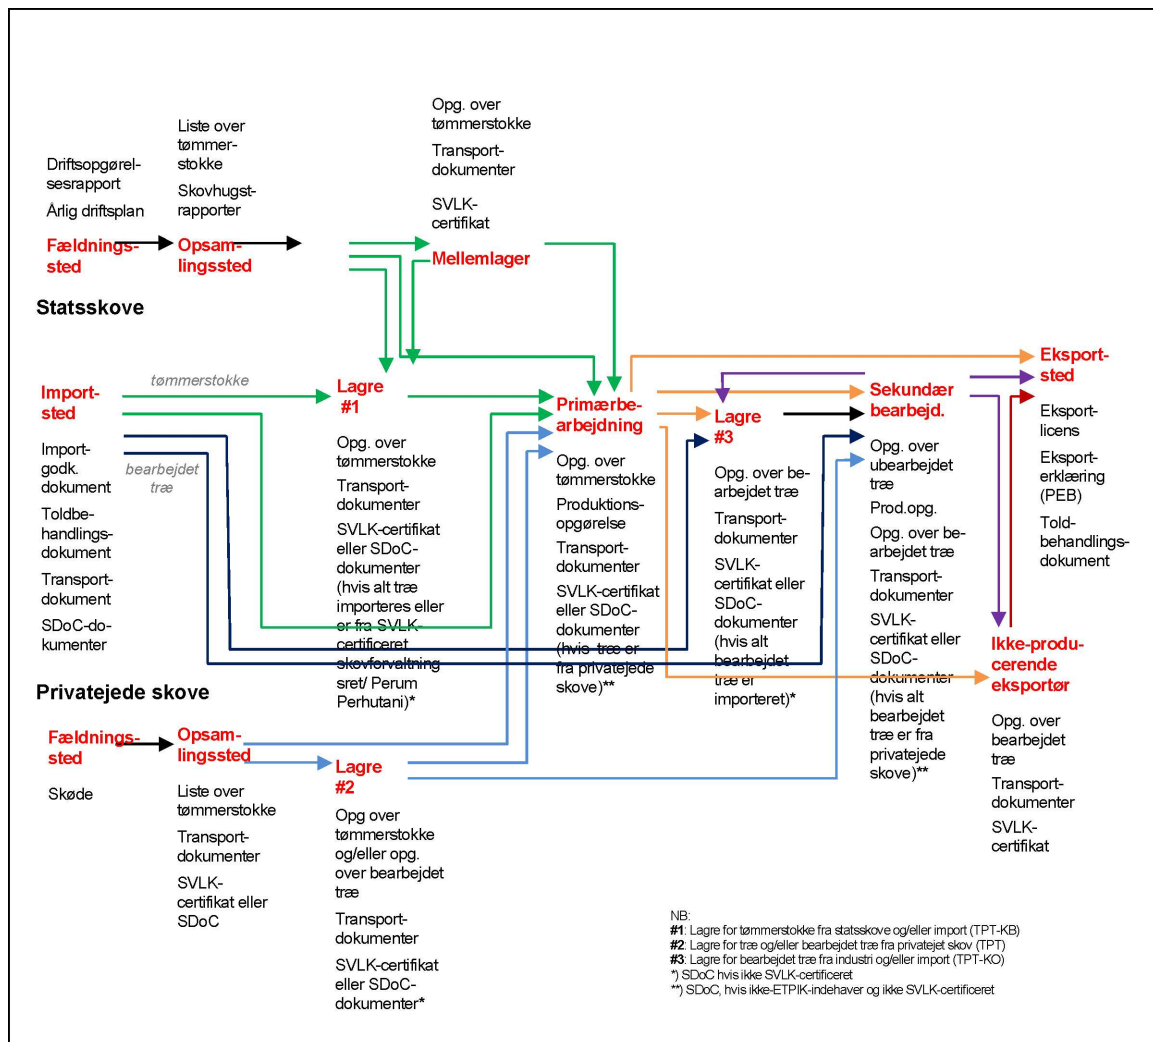 Driftsopgørel-
sesrapport
Årlig driftsplan
Fældnings-
sted
Liste over
tømmer-
stokke
Skovhugst-
rapporter
Opsam-
lingssted
Opg. over
tømmerstokke
Transport-
dokumenter
SVLK-
certifikat
Mellemlager
Statsskove
tømmerstokke
Import-
sted
bearbejdet
træ
Import-
godk.
dokument
Toldbe-
handlings-
dokument
Transport-
dokument
SDoC-do-
kumenter
Lagre
#1
Opg. over
tømmerstokke
Transport-
dokumenter
SVLK-certifikat
eller SDoC-
dokumenter
(hvis alt træ
importeres eller
er fra SVLK-
certificeret
skovforvaltning
sret/ Perum
Perhutani)*
Primærbe-
arbejdning
Opg. over
tømmerstokke
Produktions-
opgørelse
Transport-
dokumenter
SVLK-certifikat
eller SDoC-
dokumenter
(hvis træ er
fra privatejede
skove)**
Lagre
#3
Opg. over be-
arbejdet træ
Transport-
dokumenter
SVLK-
certifikat eller
SDoC-
dokumenter
(hvis alt
bearbejdet
træ er
importeret)*
Sekundær
bearbejd.
Opg. over
ubearbejdet
træ
Prod.opg.
Opg. over be-
arbejdet træ
Transport-
dokumenter
SVLK-
certifikat eller
SDoC-
dokumenter
(hvis alt
bearbejdet
træ er fra
privatejede
skove)**
Eksport-
sted
Eksport-
licens
Eksport-
erklæring
(PEB)
Told-
behandlings-
dokument
Ikke-produ-
cerende
eksportør
Opg. over
bearbejdet
træ
Transport-
dokumenter
SVLK-
certifikat
Privatejede skove
Fældnings-
sted
Skøde
Opsam-
lingssted
Liste over
tømmerstokke
Transport-
dokumenter
SVLK-
certifikat eller
SDoC
Lagre
#2
Opg over
tømmerstokke
og/eller opg.
over bearbejdet
træ
Transport-
dokumenter
SVLK-certifikat
eller SDoC-
dokumenter*
NB:
#1: Lagre for tømmerstokke fra statsskove og/eller import (TPT-KB)
#2: Lagre for træ og/eller bearbejdet træ fra privatejet skov (TPT)
#3: Lagre for bearbejdet træ fra industri og/eller import (TPT-KO)
*) SDoC hvis ikke SVLK-certificeret
**) SDoC, hvis ikke-ETPIK-indehaver og ikke SVLK-certificeret